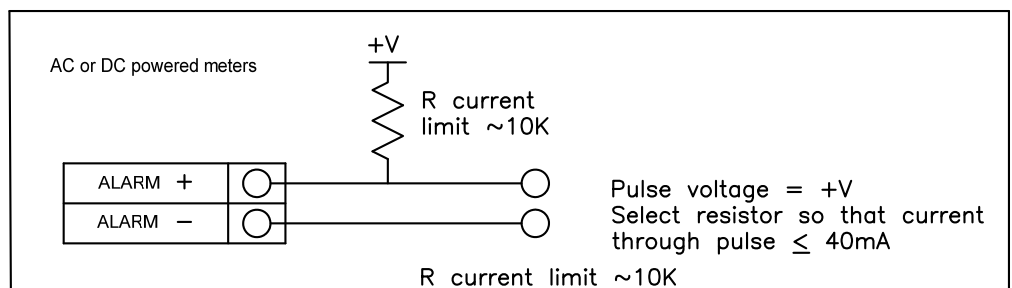 +V
AC or DC powered meters
R current
limit ~10K
ALARM +
ALARM −
Pulse voltage = +V
Select resistor so that current
through pulse ≤ 40mA
R current limit ~10K